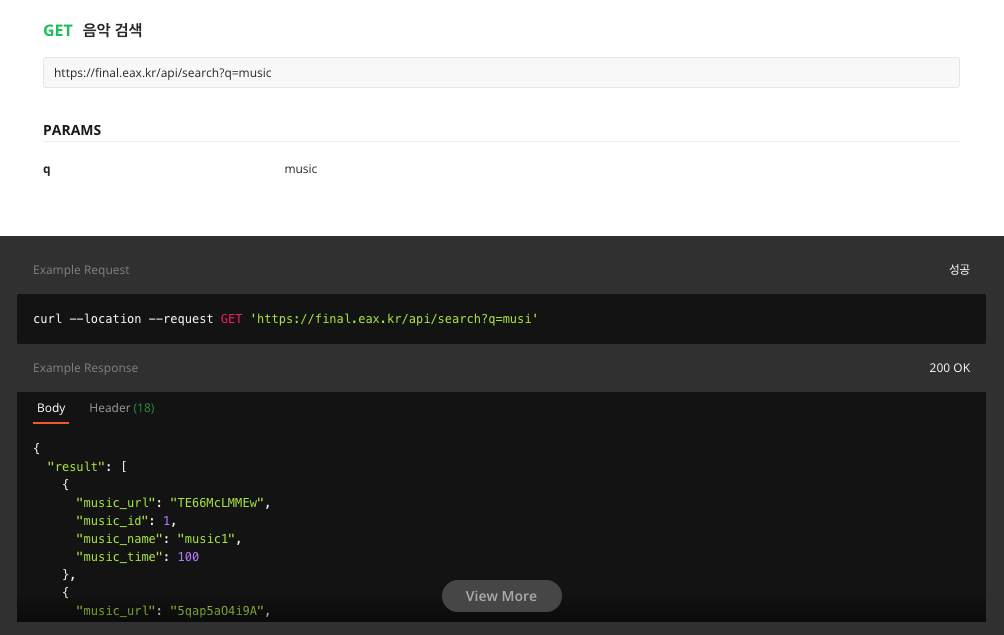 GET 음악 검색
https://final.eax.kr/api/search?q=music
PARAMS
q music
Example Request 성공
curl --location --request GET 'https://final.eax.kr/api/search?q=musi'
Example Response 200 OK
Body Header (18)
{
  "result": [
    {
      "music_url": "TE66McLMMEw",
      "music_id": 1,
      "music_name": "music1",
      "music_time": 100
    },
    {
      "music_url": "5qap5aO4i9A",
View More